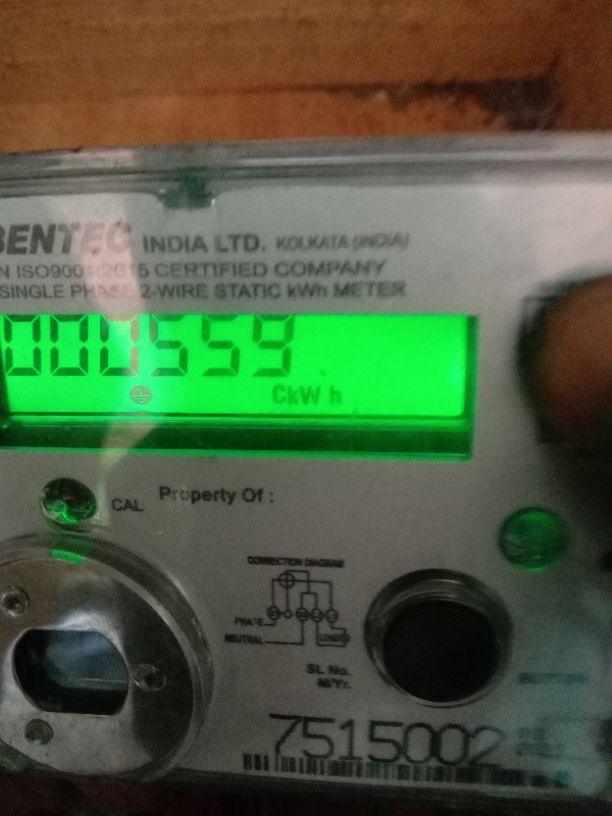 BENTEC INDIA LTD. KOLKATA (INDIA)
N ISO9001:2015 CERTIFIED COMPANY
SINGLE PHASE 2-WIRE STATIC kWh METER
000559
CkW h
CAL
Property Of :
CONNECTION DIAGRAM
PHASE
NEUTRAL
LOAD
SL No.
M/Yr.
BUTTON
7515002